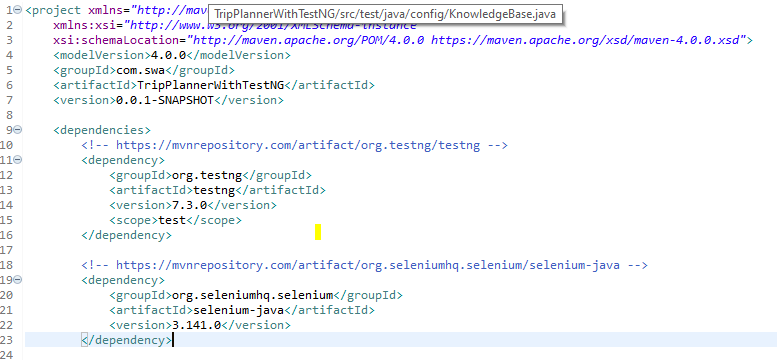 1 <project xmlns="http://mav
TripPlannerWithTestNG/src/test/java/config/KnowledgeBase.java
2 xmlns:xsi="http://www.w3.org/2001/XMLSchema-instance"
3 xsi:schemaLocation="http://maven.apache.org/POM/4.0.0 https://maven.apache.org/xsd/maven-4.0.0.xsd">
4 <modelVersion>4.0.0</modelVersion>
5 <groupId>com.swa</groupId>
6 <artifactId>TripPlannerWithTestNG</artifactId>
7 <version>0.0.1-SNAPSHOT</version>
8
9 <dependencies>
10 <!-- https://mvnrepository.com/artifact/org.testng/testng -->
11 <dependency>
12 <groupId>org.testng</groupId>
13 <artifactId>testng</artifactId>
14 <version>7.3.0</version>
15 <scope>test</scope>
16 </dependency>
17
18 <!-- https://mvnrepository.com/artifact/org.seleniumhq.selenium/selenium-java -->
19 <dependency>
20 <groupId>org.seleniumhq.selenium</groupId>
21 <artifactId>selenium-java</artifactId>
22 <version>3.141.0</version>
23 </dependency>
24